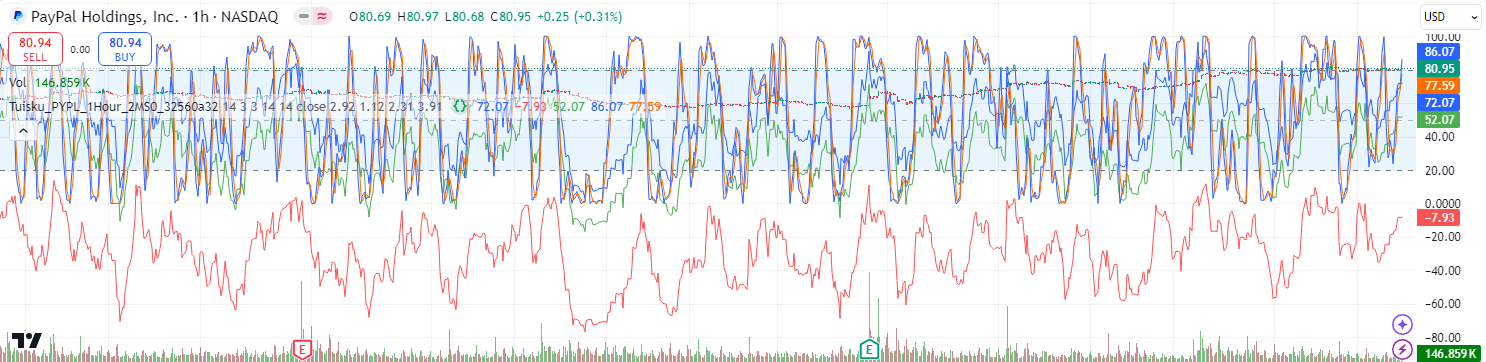 PayPal Holdings, Inc. · 1h · NASDAQ O80.69 H80.97 L80.68 C80.95 +0.25 (+0.31%)
USD
80.94 SELL 0.00 80.94 BUY
Vol 146.859 K
Tuisku_PYPL_1Hour_2MS0_32560a32 14 3 3 14 14 close 2.92 1.12 2.31 3.91 72.07 −7.93 52.07 86.07 77.59
100.00
86.07
80.95
77.59
72.07
52.07
40.00
20.00
0.0000
−7.93
−20.00
−40.00
−60.00
−80.00
146.859 K
E
E